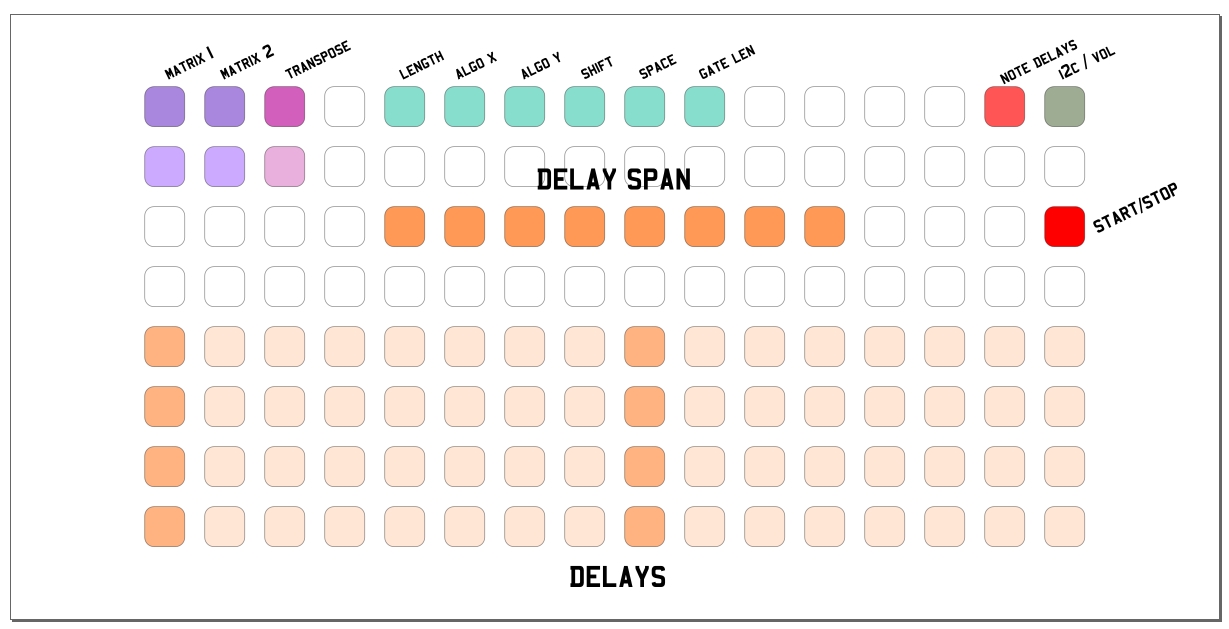 MATRIX 1
MATRIX 2
TRANSPOSE
LENGTH
ALGO X
ALGO Y
SHIFT
SPACE
GATE LEN
NOTE DELAYS
I2C / VOL
DELAY SPAN
START/STOP
DELAYS